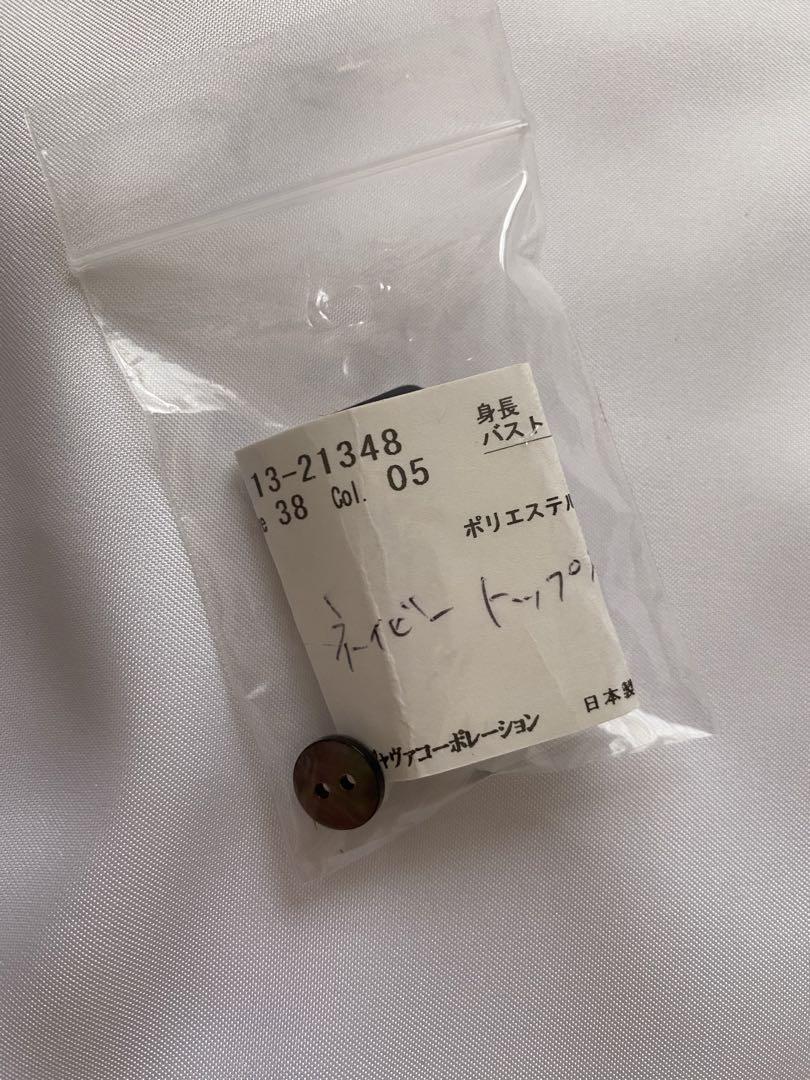 13-21348
e 38 Col. 05
身長
バスト
ポリエステル
ネイビー トップ
ジャヴァコーポレーション
日本製